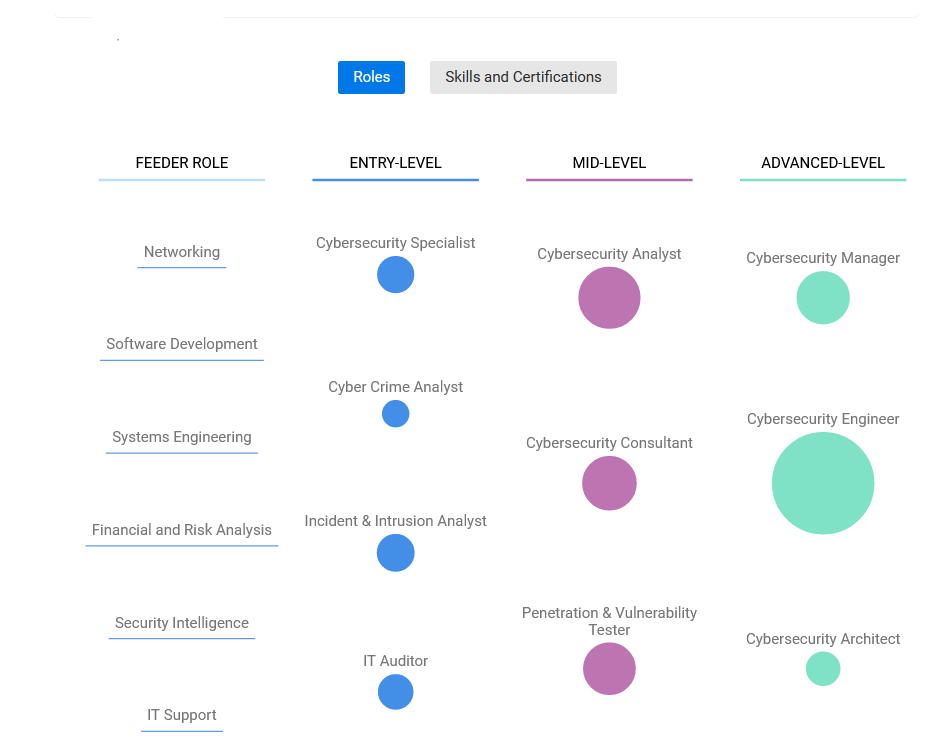 Roles
Skills and Certifications
FEEDER ROLE
ENTRY-LEVEL
MID-LEVEL
ADVANCED-LEVEL
Networking
Software Development
Systems Engineering
Financial and Risk Analysis
Security Intelligence
IT Support
Cybersecurity Specialist
Cyber Crime Analyst
Incident & Intrusion Analyst
IT Auditor
Cybersecurity Analyst
Cybersecurity Consultant
Penetration & Vulnerability
Tester
Cybersecurity Manager
Cybersecurity Engineer
Cybersecurity Architect